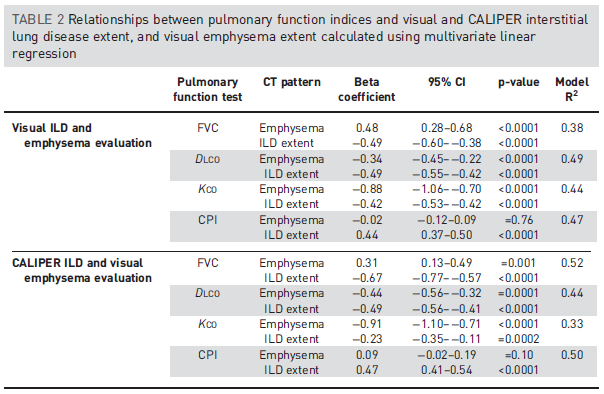 TABLE 2 Relationships between pulmonary function indices and visual and CALIPER interstitial
lung disease extent, and visual emphysema extent calculated using multivariate linear
regression
Pulmonary function test CT pattern Beta coefficient 95% CI p-value Model R²
Visual ILD and emphysema evaluation FVC Emphysema 0.48 0.28–0.68 <0.0001 0.38
ILD extent −0.49 −0.60– −0.38 <0.0001
DLCO Emphysema −0.34 −0.45– −0.22 <0.0001 0.49
ILD extent −0.49 −0.55– −0.42 <0.0001
KCO Emphysema −0.88 −1.06– −0.70 <0.0001 0.44
ILD extent −0.42 −0.53– −0.42 <0.0001
CPI Emphysema −0.02 −0.12–0.09 =0.76 0.47
ILD extent 0.44 0.37–0.50 <0.0001
CALIPER ILD and visual emphysema evaluation FVC Emphysema 0.31 0.13–0.49 =0.001 0.52
ILD extent −0.67 −0.77– −0.57 <0.0001
DLCO Emphysema −0.44 −0.56– −0.32 =0.0001 0.44
ILD extent −0.49 −0.56– −0.41 <0.0001
KCO Emphysema −0.91 −1.10– −0.71 <0.0001 0.33
ILD extent −0.23 −0.35– −0.11 =0.0002
CPI Emphysema 0.09 −0.02–0.19 =0.10 0.50
ILD extent 0.47 0.41–0.54 <0.0001